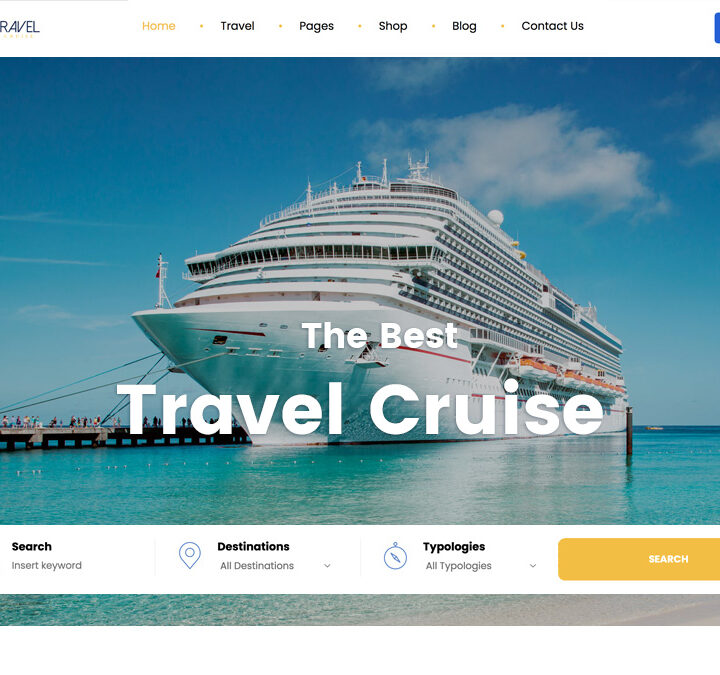 RAVEL
Home Travel Pages Shop Blog Contact Us
The Best
Travel Cruise
Search Destinations Typologies
Insert keyword All Destinations All Typologies SEARCH